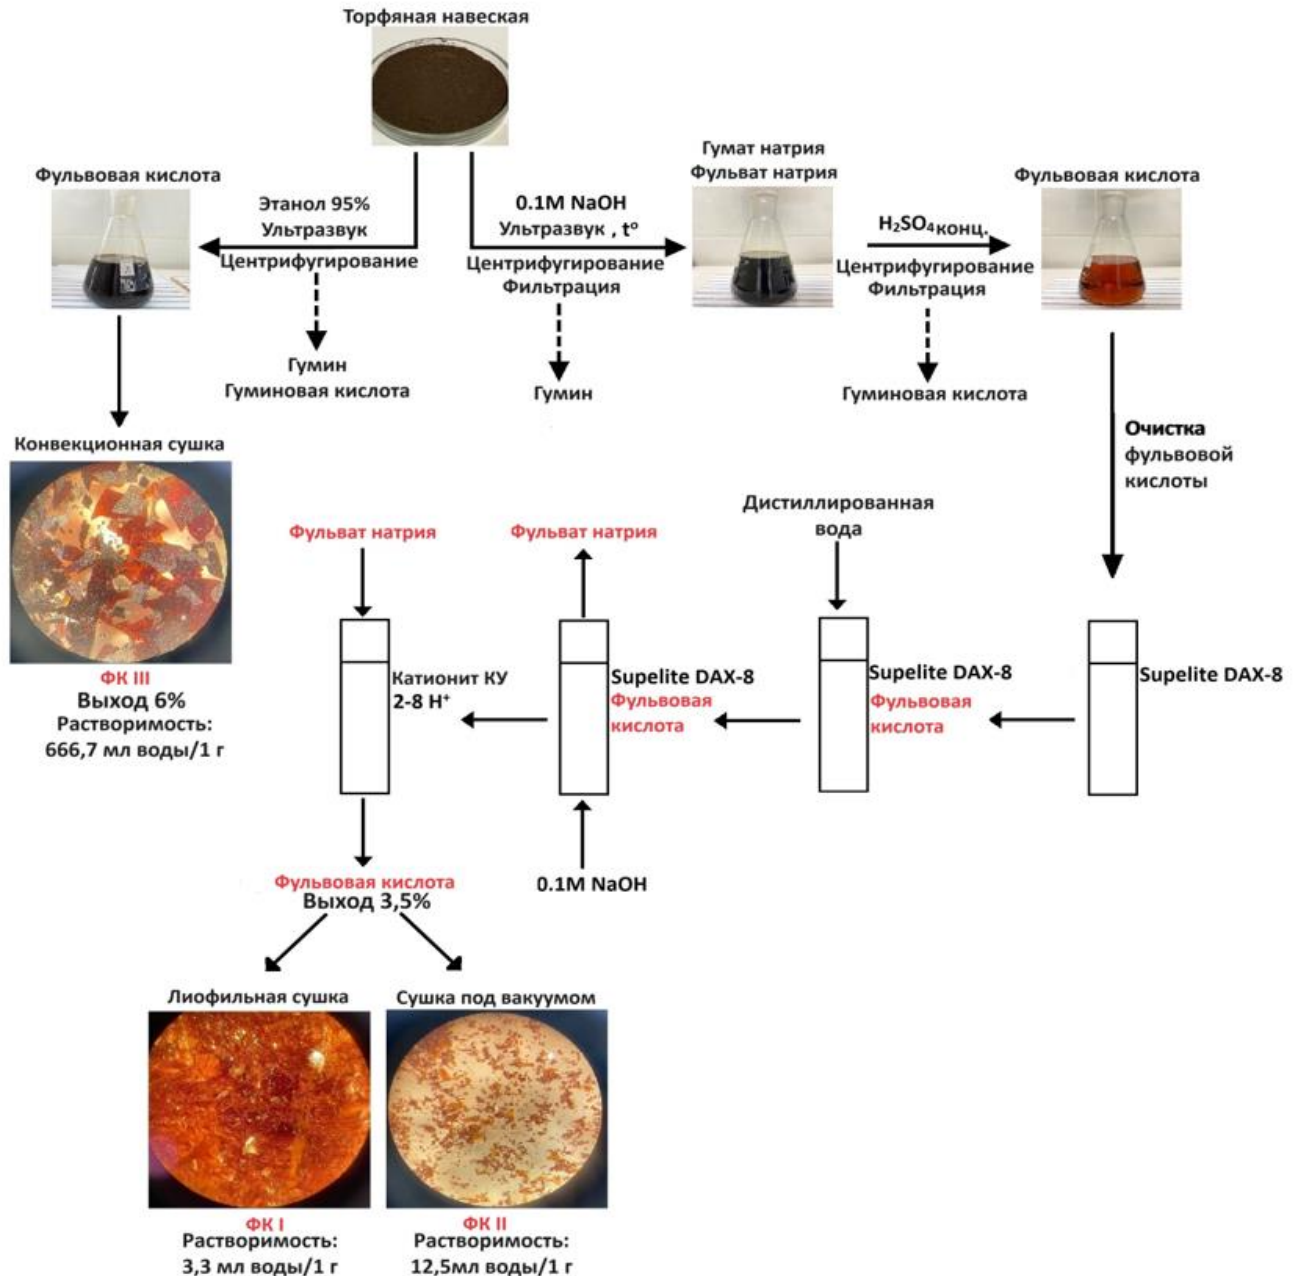 Торфяная навеская
Фульвовая кислота
Этанол 95%
Ультразвук
Центрифугирование
Гумин
Гуминовая кислота
0.1M NaOH
Ультразвук , t°
Центрифугирование
Фильтрация
Гумин
Гумат натрия
Фульват натрия
H₂SO₄ конц.
Центрифугирование
Фильтрация
Гуминовая кислота
Фульвовая кислота
Очистка
фульвовой
кислоты
Конвекционная сушка
ФК III
Выход 6%
Растворимость:
666,7 мл воды/1 г
Фульват натрия
Фульват натрия
Дистиллированная
вода
Катионит КУ
2-8 H⁺
Supelite DAX-8
Фульвовая
кислота
Supelite DAX-8
Фульвовая
кислота
Supelite DAX-8
0.1M NaOH
Фульвовая кислота
Выход 3,5%
Лиофильная сушка
Сушка под вакуумом
ФК I
Растворимость:
3,3 мл воды/1 г
ФК II
Растворимость:
12,5мл воды/1 г